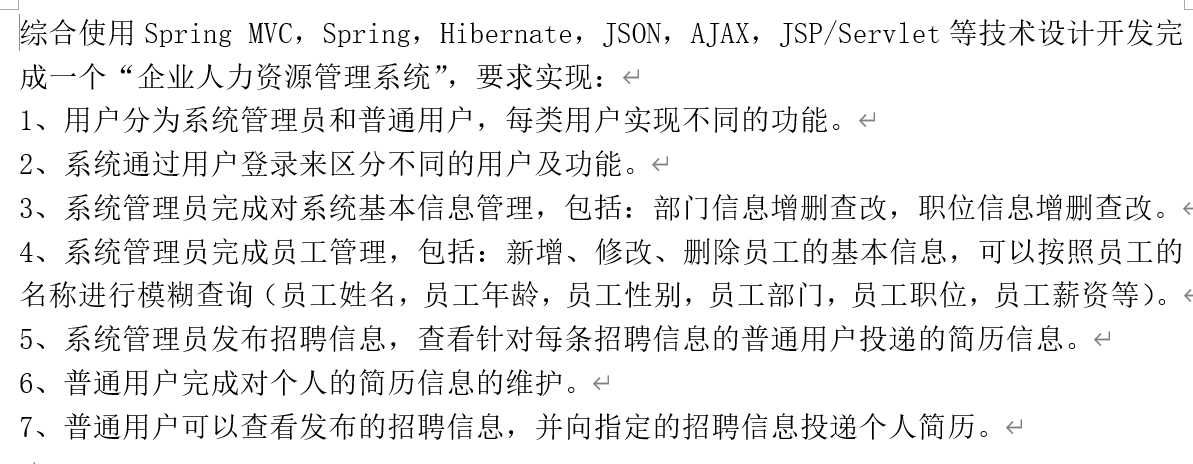 综合使用 Spring MVC，Spring，Hibernate，JSON，AJAX，JSP/Servlet 等技术设计开发完
成一个“企业人力资源管理系统”，要求实现：
1、用户分为系统管理员和普通用户，每类用户实现不同的功能。
2、系统通过用户登录来区分不同的用户及功能。
3、系统管理员完成对系统基本信息管理，包括：部门信息增删查改，职位信息增删查改。
4、系统管理员完成员工管理，包括：新增、修改、删除员工的基本信息，可以按照员工的
名称进行模糊查询（员工姓名，员工年龄，员工性别，员工部门，员工职位，员工薪资等）。
5、系统管理员发布招聘信息，查看针对每条招聘信息的普通用户投递的简历信息。
6、普通用户完成对个人的简历信息的维护。
7、普通用户可以查看发布的招聘信息，并向指定的招聘信息投递个人简历。